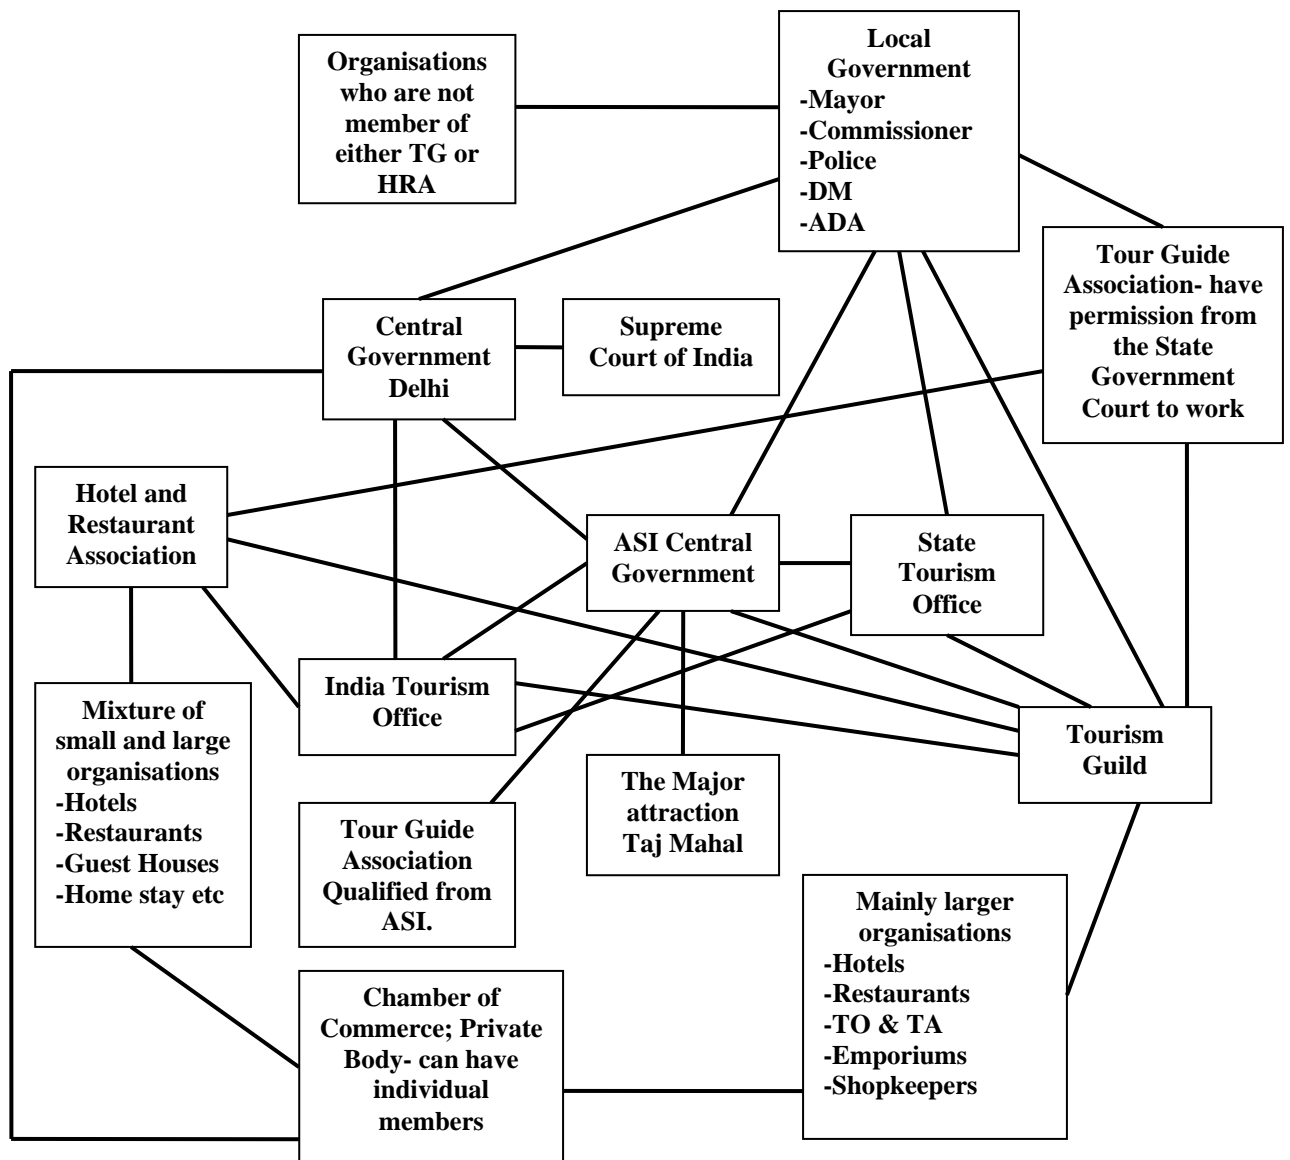 Organisations
who are not
member of
either TG or
HRA
Local
Government
-Mayor
-Commissioner
-Police
-DM
-ADA
Tour Guide
Association- have
permission from
the State
Government
Court to work
Central
Government
Delhi
Supreme
Court of India
Hotel and
Restaurant
Association
ASI Central
Government
State
Tourism
Office
India Tourism
Office
Mixture of
small and large
organisations
-Hotels
-Restaurants
-Guest Houses
-Home stay etc
Tourism
Guild
The Major
attraction
Taj Mahal
Tour Guide
Association
Qualified from
ASI.
Mainly larger
organisations
-Hotels
-Restaurants
-TO & TA
-Emporiums
-Shopkeepers
Chamber of
Commerce; Private
Body- can have
individual
members